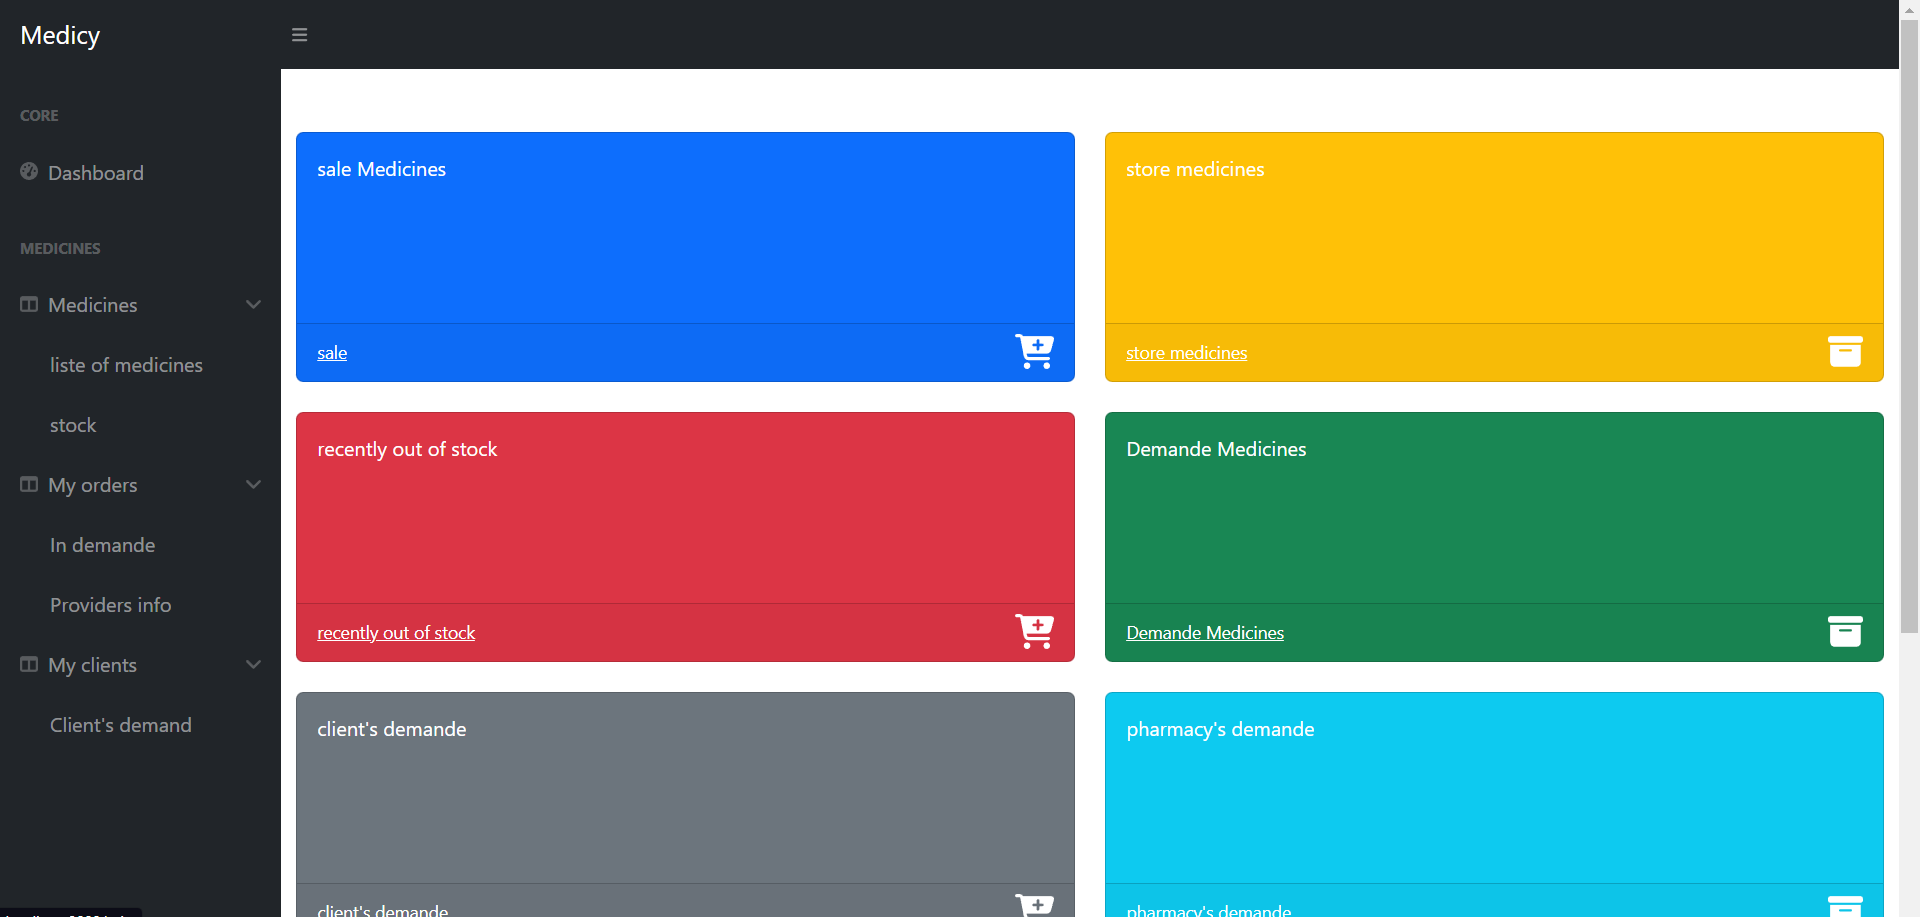 Medicy
CORE
Dashboard
MEDICINES
Medicines
liste of medicines
stock
My orders
In demande
Providers info
My clients
Client's demand
sale Medicines
sale
store medicines
store medicines
recently out of stock
recently out of stock
Demande Medicines
Demande Medicines
client's demande
client's demande
pharmacy's demande
pharmacy's demande